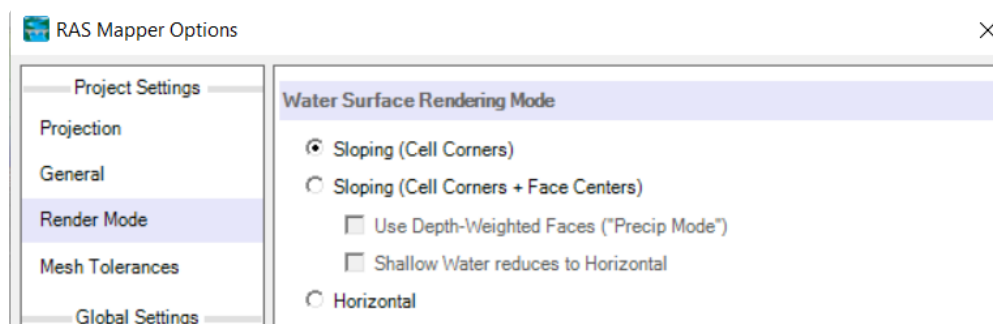 RAS Mapper Options
Project Settings
Projection
General
Render Mode
Mesh Tolerances
Global Settings
Water Surface Rendering Mode
Sloping (Cell Corners)
Sloping (Cell Corners + Face Centers)
Use Depth-Weighted Faces ("Precip Mode")
Shallow Water reduces to Horizontal
Horizontal